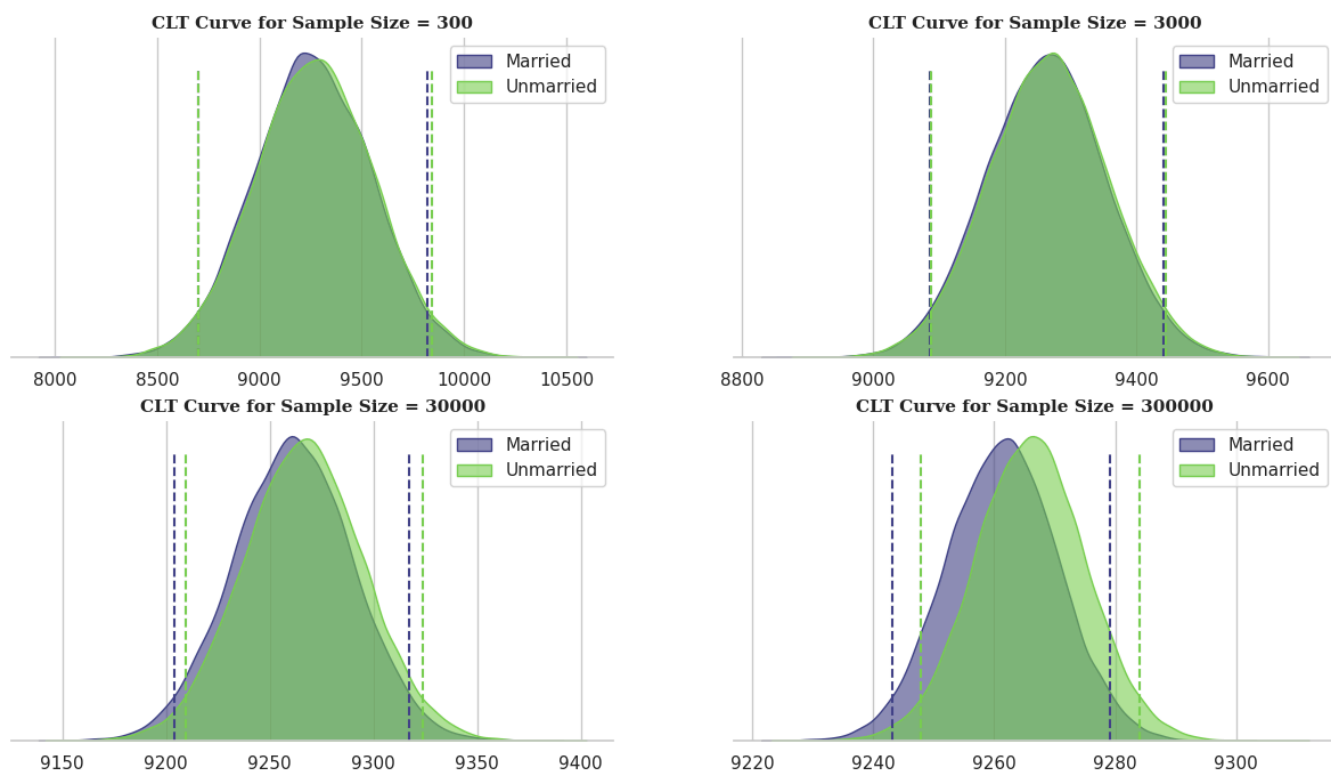 CLT Curve for Sample Size = 300
Married
Unmarried
8000 8500 9000 9500 10000 10500
CLT Curve for Sample Size = 3000
Married
Unmarried
8800 9000 9200 9400 9600
CLT Curve for Sample Size = 30000
Married
Unmarried
9150 9200 9250 9300 9350 9400
CLT Curve for Sample Size = 300000
Married
Unmarried
9220 9240 9260 9280 9300